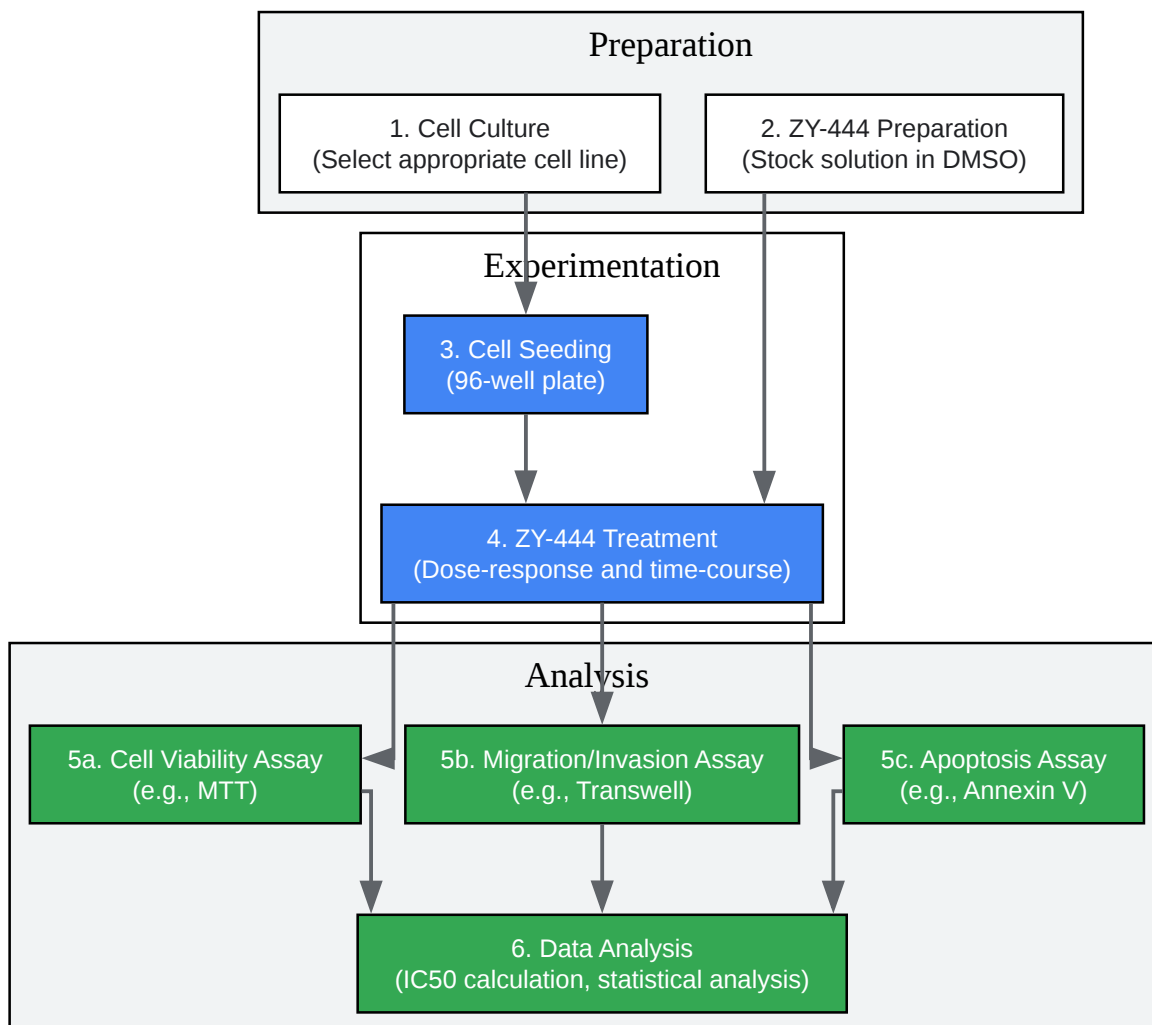 Preparation
1. Cell Culture
(Select appropriate cell line)
2. ZY-444 Preparation
(Stock solution in DMSO)
Experimentation
3. Cell Seeding
(96-well plate)
4. ZY-444 Treatment
(Dose-response and time-course)
Analysis
5a. Cell Viability Assay
(e.g., MTT)
5b. Migration/Invasion Assay
(e.g., Transwell)
5c. Apoptosis Assay
(e.g., Annexin V)
6. Data Analysis
(IC50 calculation, statistical analysis)